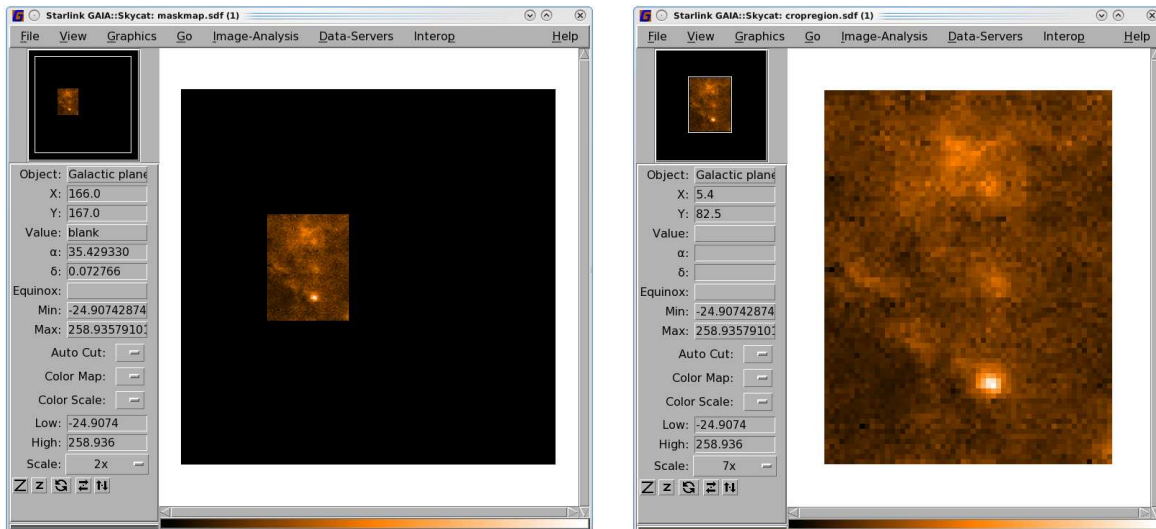 Starlink GAIA::Skycat: maskmap.sdf (1)
File View Graphics Go Image-Analysis Data-Servers Interop Help
Object: Galactic plane
X: 166.0
Y: 167.0
Value: blank
α: 35.429330
δ: 0.072766
Equinox:
Min: -24.90742874
Max: 258.93579101
Auto Cut:
Color Map:
Color Scale:
Low: -24.9074
High: 258.936
Scale: 2x
Z z
Starlink GAIA::Skycat: cropregion.sdf (1)
File View Graphics Go Image-Analysis Data-Servers Interop Help
Object: Galactic plane
X: 5.4
Y: 82.5
Value:
α:
δ:
Equinox:
Min: -24.90742874
Max: 258.93579101
Auto Cut:
Color Map:
Color Scale:
Low: -24.9074
High: 258.936
Scale: 7x
Z z